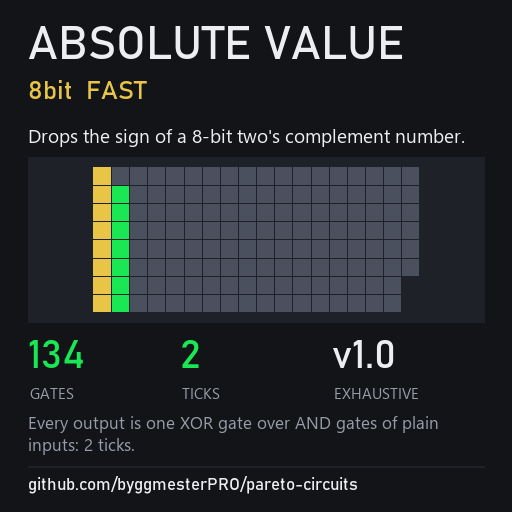 ABSOLUTE VALUE
8bit FAST
Drops the sign of a 8-bit two's complement number.
134 2 v1.0
GATES TICKS EXHAUSTIVE
Every output is one XOR gate over AND gates of plain
inputs: 2 ticks.
github.com/byggmesterPRO/pareto-circuits